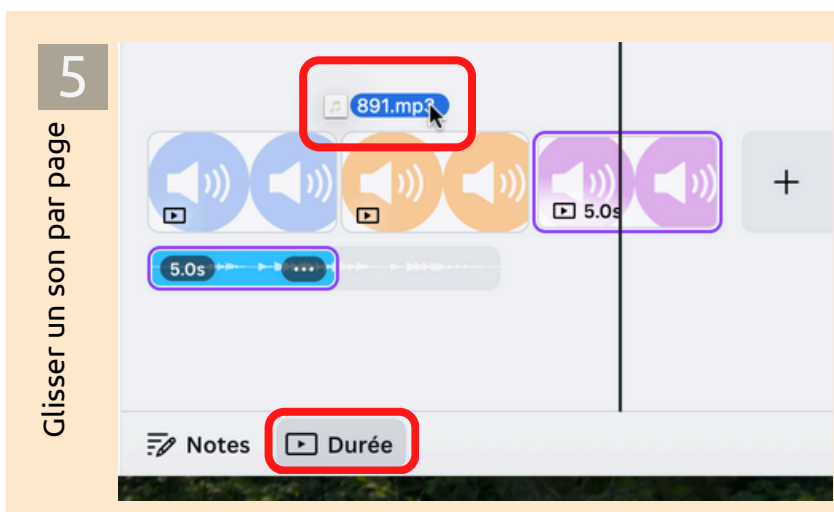 5
Glisser un son par page
891.mp3
5.0s
5.0s
Notes
Durée